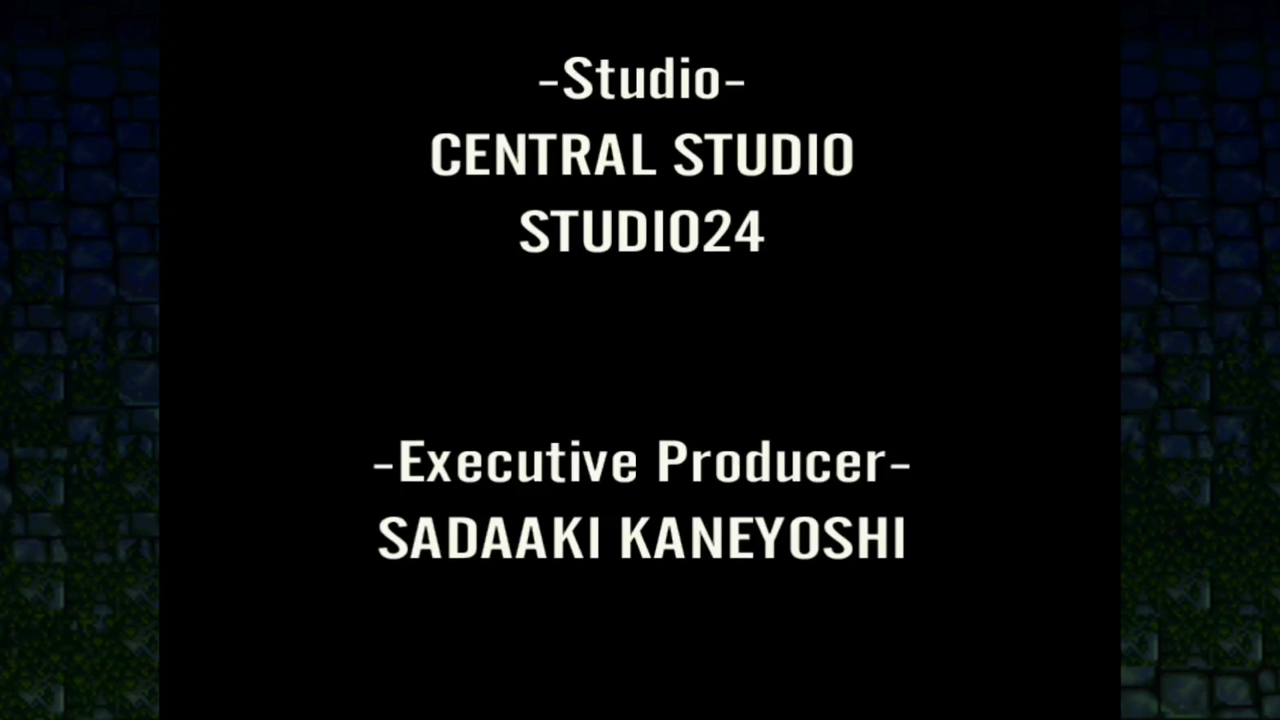 -Studio-
CENTRAL STUDIO
STUDIO24
-Executive Producer-
SADAAKI KANEYOSHI